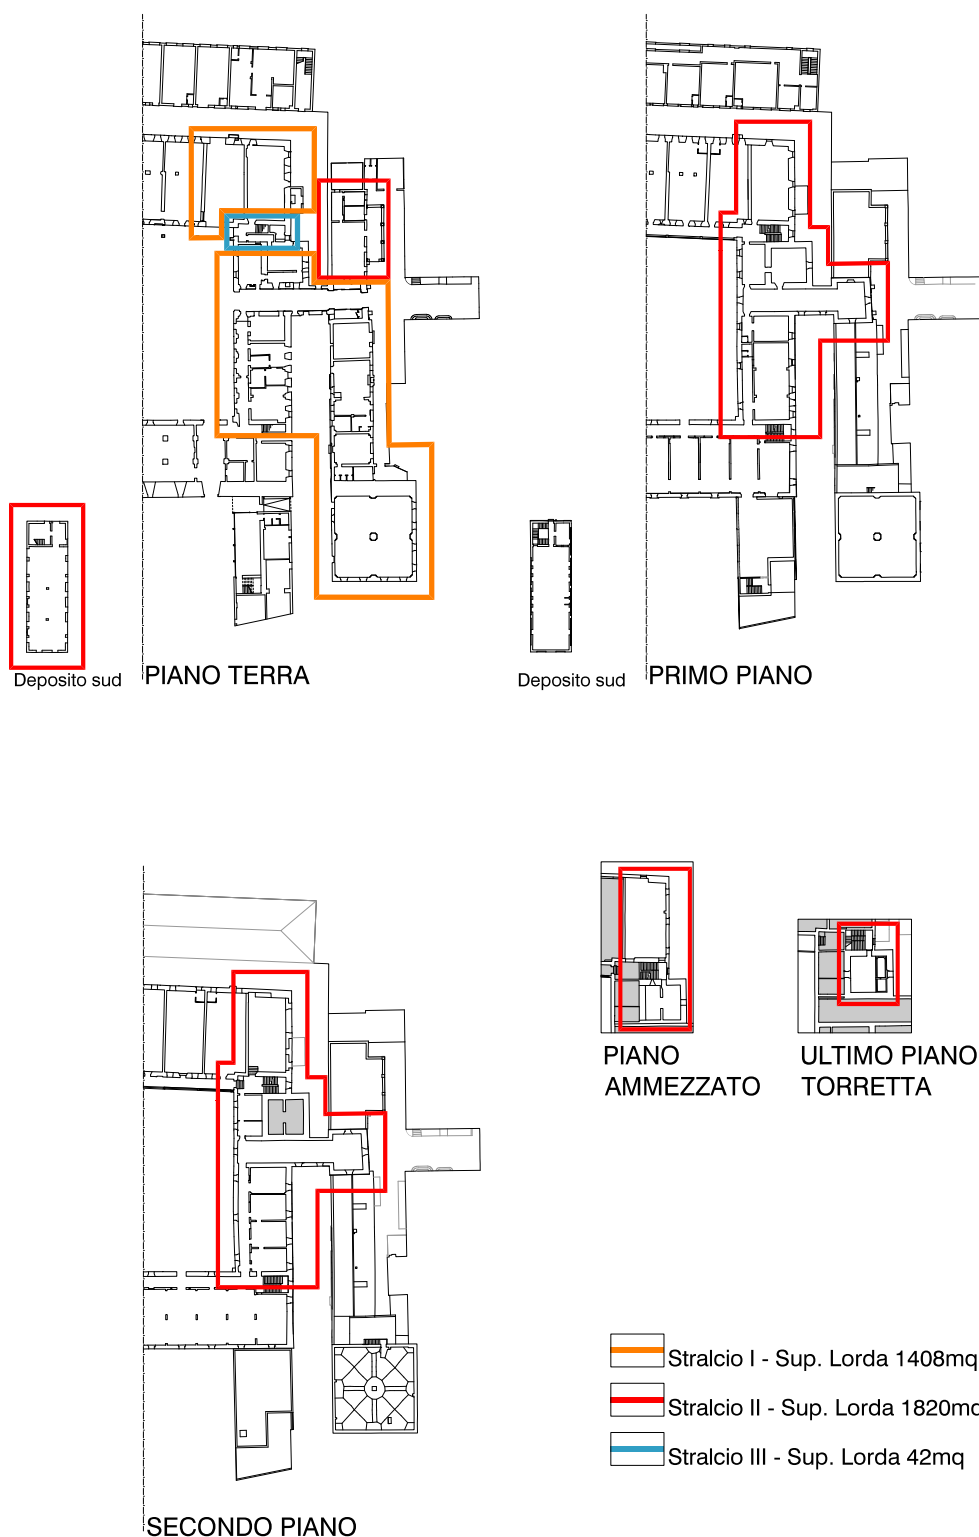 Deposito sud
PIANO TERRA
Deposito sud
PRIMO PIANO
PIANO
AMMEZZATO
ULTIMO PIANO
TORRETTA
Stralcio I - Sup. Lorda 1408mq
Stralcio II - Sup. Lorda 1820mq
Stralcio III - Sup. Lorda 42mq
SECONDO PIANO